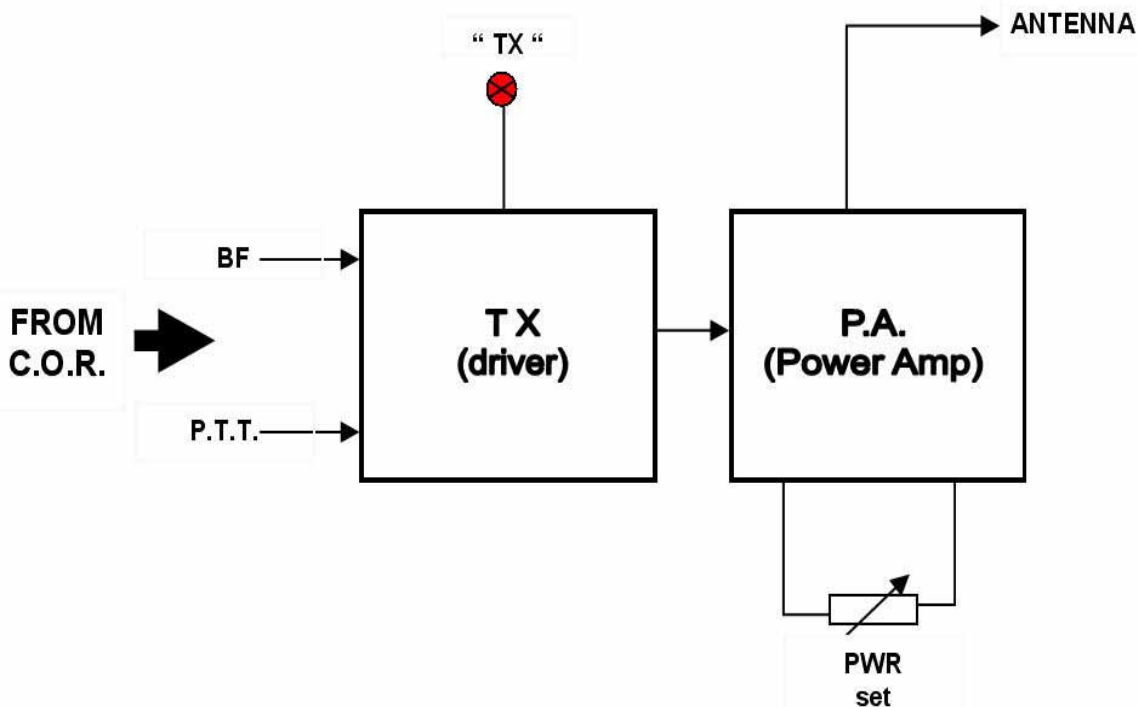 “ TX “
ANTENNA
BF
FROM
C.O.R.
T X
(driver)
P.A.
(Power Amp)
P.T.T.
PWR
set